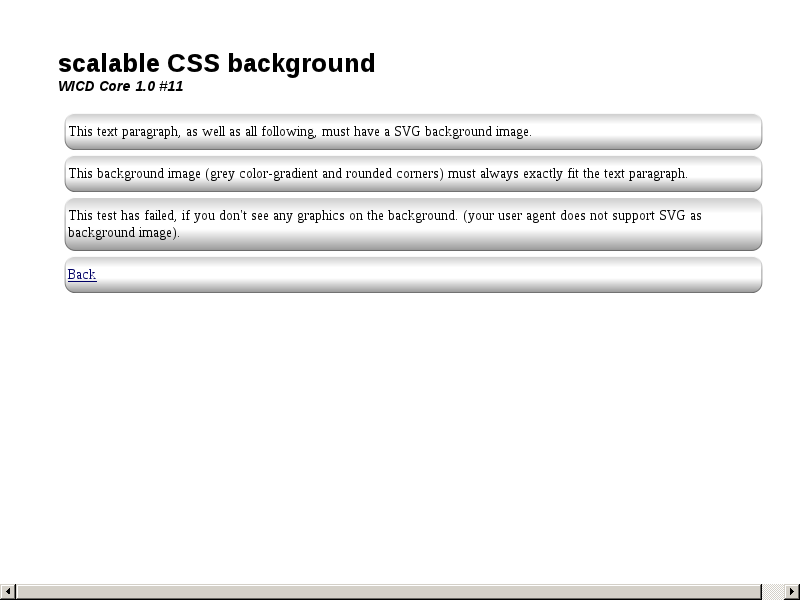 scalable CSS background
WICD Core 1.0 #11
This text paragraph, as well as all following, must have a SVG background image.
This background image (grey color-gradient and rounded corners) must always exactly fit the text paragraph.
This test has failed, if you don't see any graphics on the background. (your user agent does not support SVG as
background image).
Back